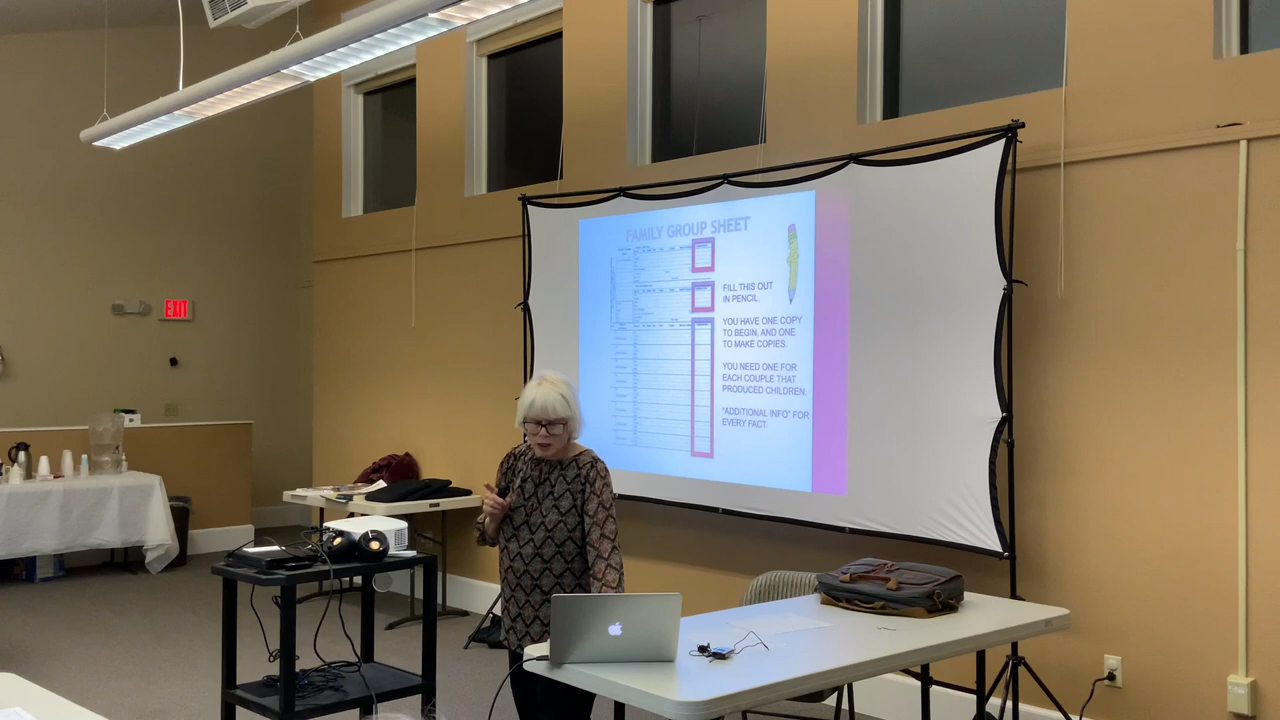 EXIT
FAMILY GROUP SHEET
FILL THIS OUT
IN PENCIL.
YOU HAVE ONE COPY
TO BEGIN, AND ONE
TO MAKE COPIES.
YOU NEED ONE FOR
EACH COUPLE THAT
PRODUCED CHILDREN.
"ADDITIONAL INFO" FOR
EVERY FACT.